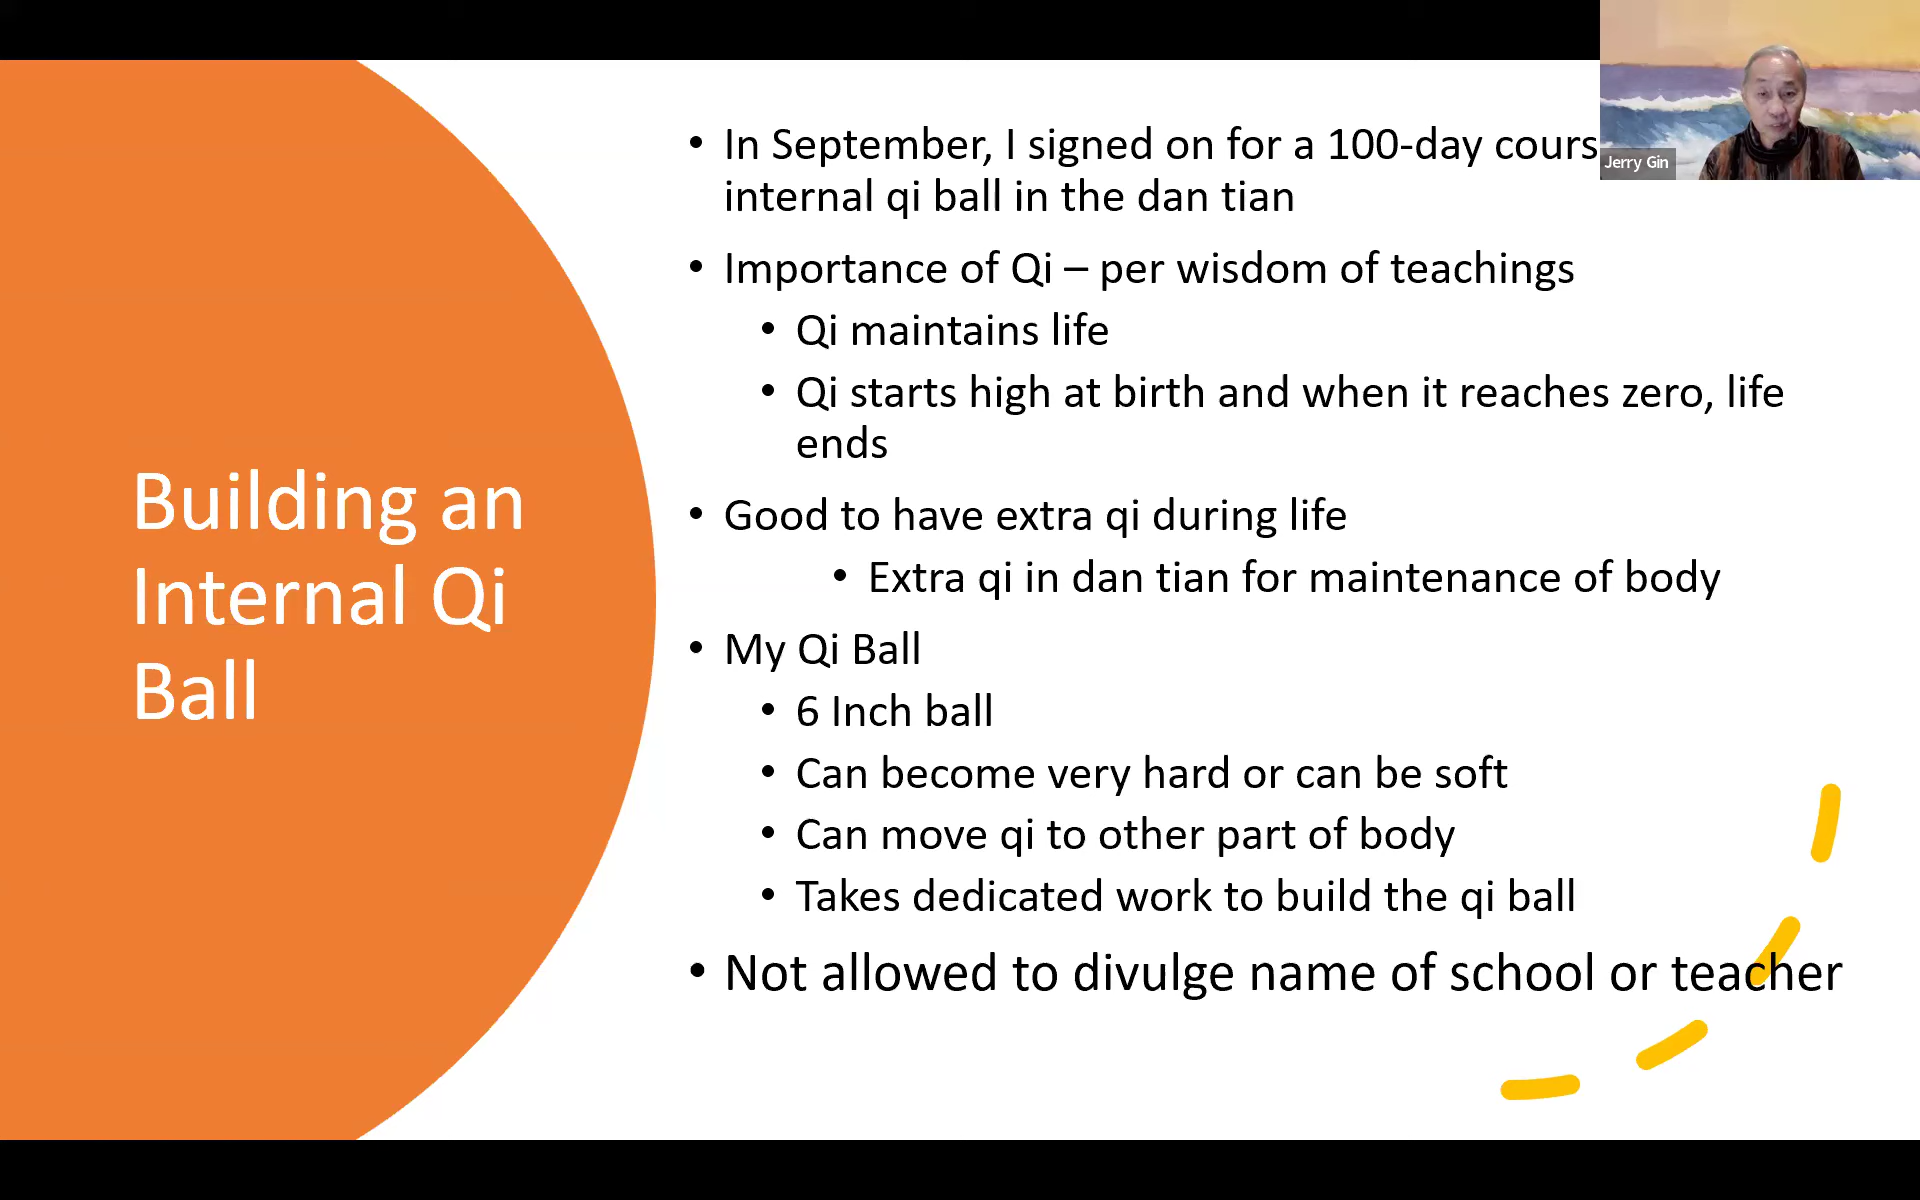 Building an
Internal Qi
Ball
• In September, I signed on for a 100-day
internal qi ball in the dan tian
• Importance of Qi – per wisdom of teachings
• Qi maintains life
• Qi starts high at birth and when it reaches zero, life
ends
• Good to have extra qi during life
• Extra qi in dan tian for maintenance of body
• My Qi Ball
• 6 Inch ball
• Can become very hard or can be soft
• Can move qi to other part of body
• Takes dedicated work to build the qi ball
• Not allowed to divulge name of school or teacher
Jerry Gin